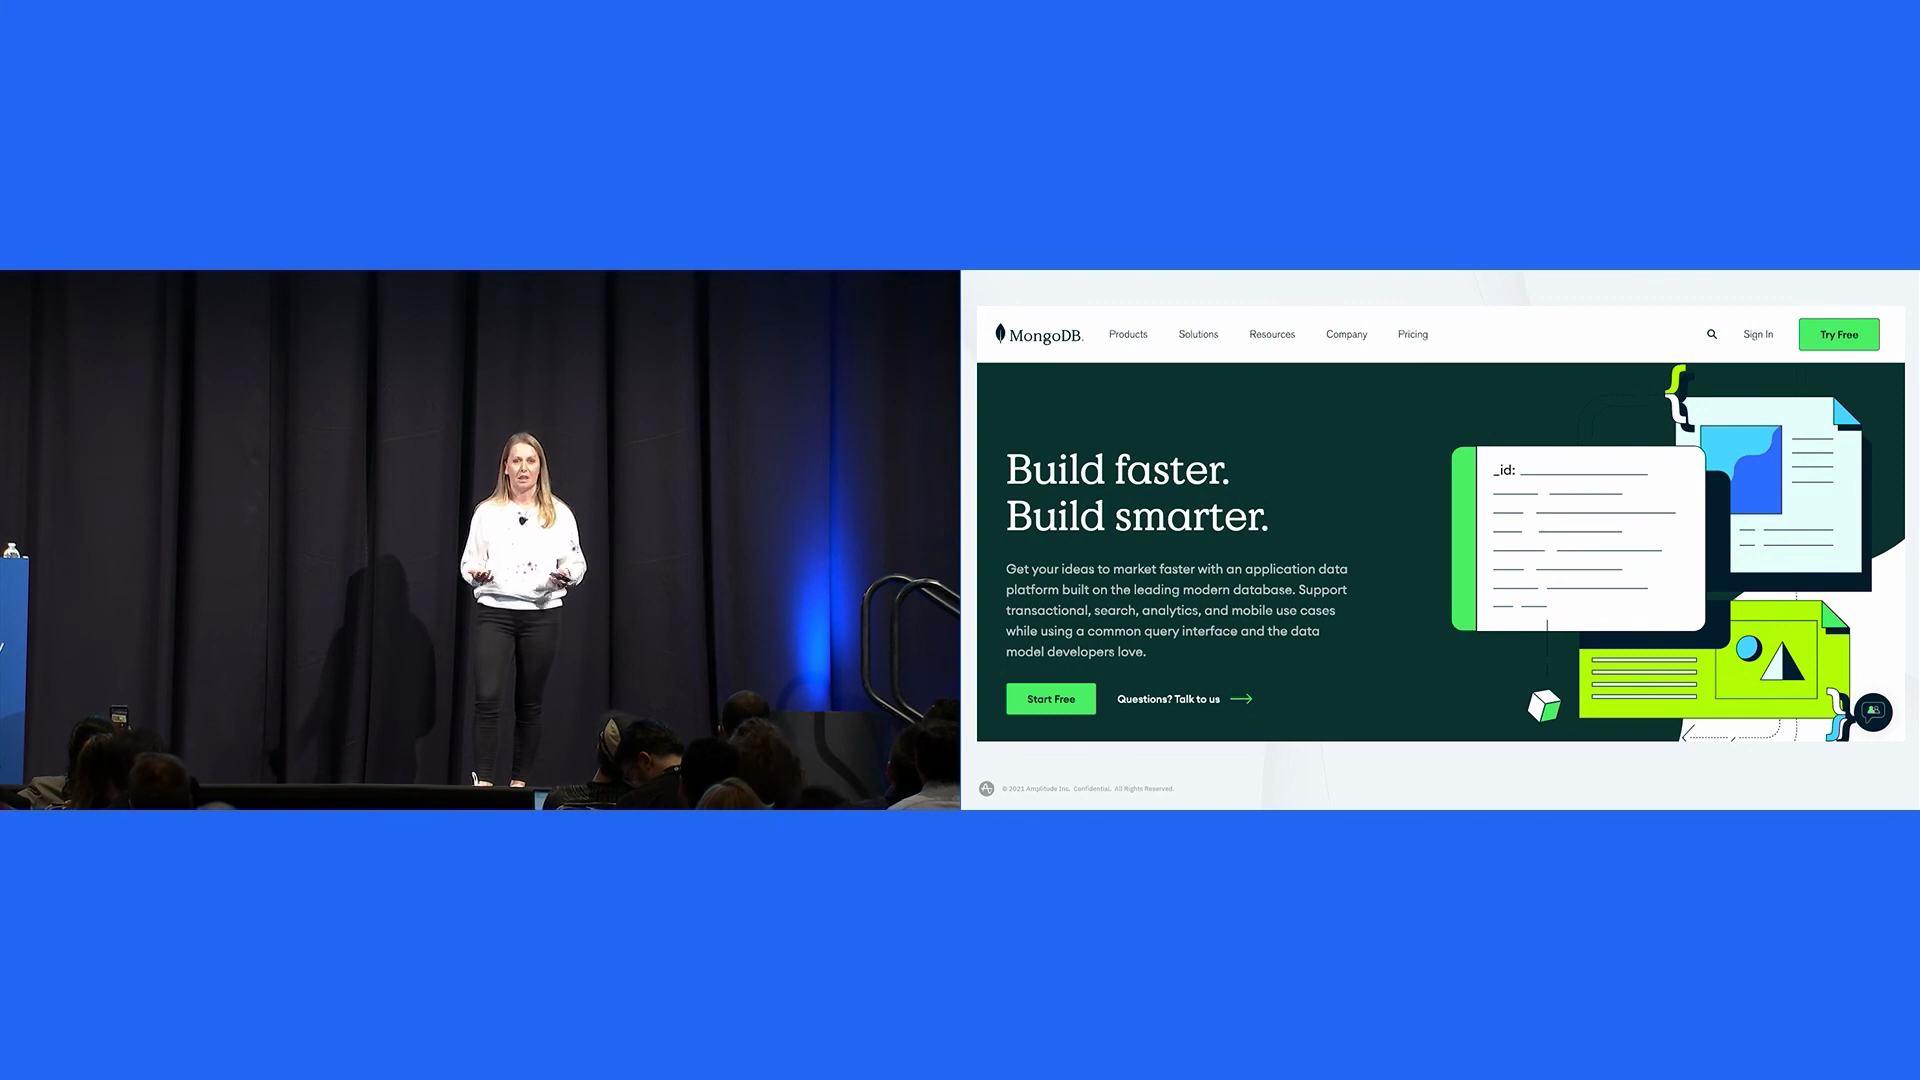 MongoDB.
Products
Solutions
Resources
Company
Pricing
Sign In
Try Free
Build faster.
Build smarter.
Get your ideas to market faster with an application data
platform built on the leading modern database. Support
transactional, search, analytics, and mobile use cases
while using a common query interface and the data
model developers love.
Start Free
Questions? Talk to us
_id:
© 2021 Amplitude Inc. Confidential. All Rights Reserved.